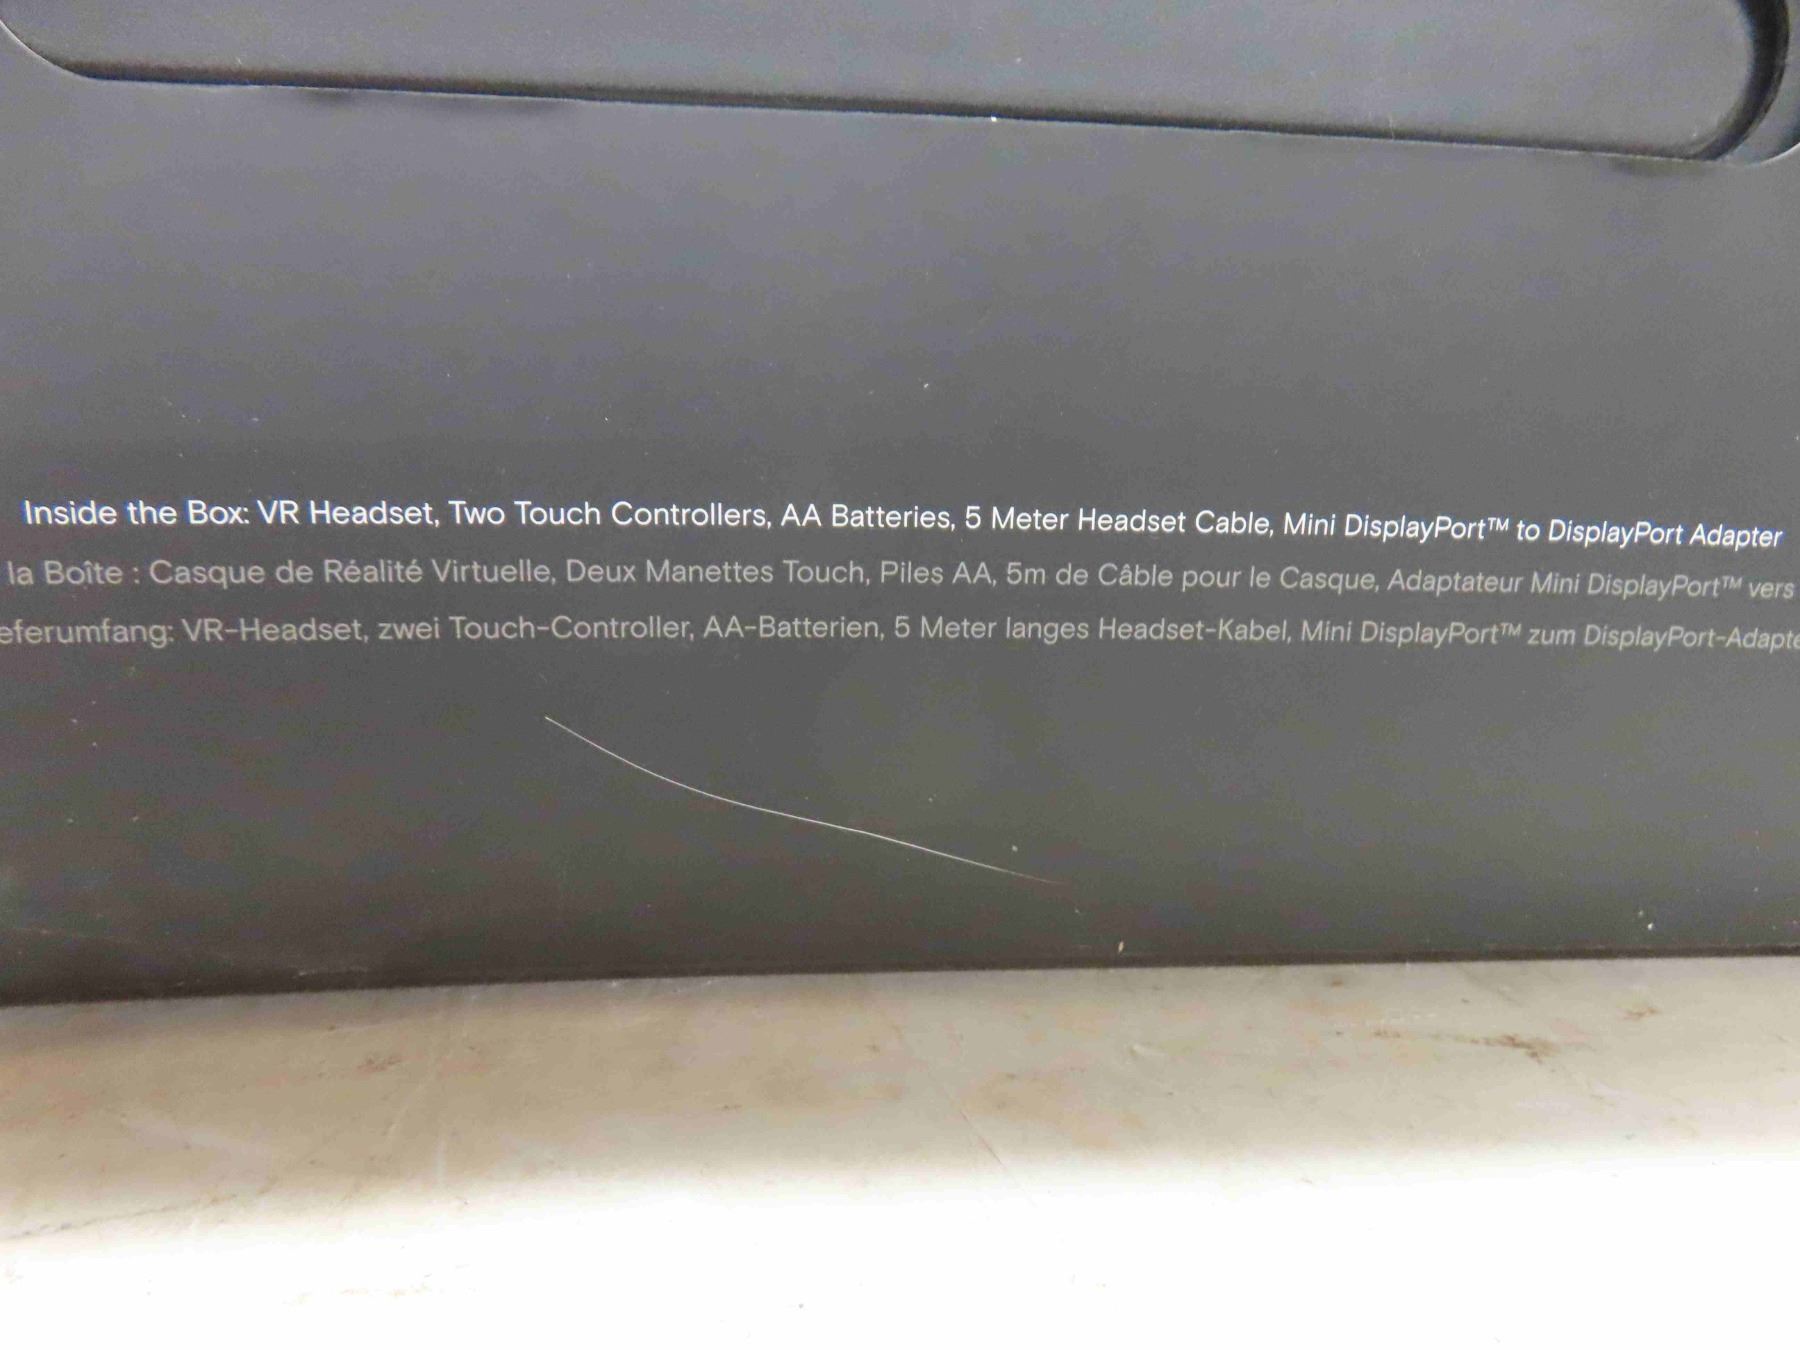 Inside the Box: VR Headset, Two Touch Controllers, AA Batteries, 5 Meter Headset Cable, Mini DisplayPort™ to DisplayPort Adapter
la Boîte : Casque de Réalité Virtuelle, Deux Manettes Touch, Piles AA, 5m de Câble pour le Casque, Adaptateur Mini DisplayPort™ vers
eferumfang: VR-Headset, zwei Touch-Controller, AA-Batterien, 5 Meter langes Headset-Kabel, Mini DisplayPort™ zum DisplayPort-Adapte